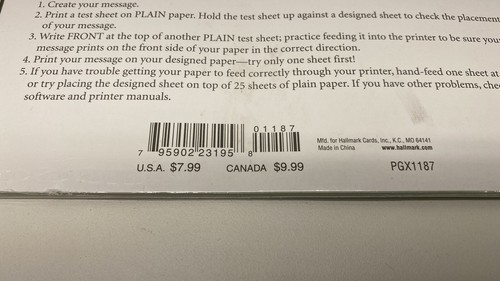 1. Create your message.
2. Print a test sheet on PLAIN paper. Hold the test sheet up against a designed sheet to check the
of your message.
3. Write FRONT at the top of another PLAIN test sheet; practice feeding it into the printer to be sure
message prints on the front side of your paper in the correct direction.
4. Print your message on your designed paper—try only one sheet first!
5. If you have trouble getting your paper to feed correctly through your printer, hand-feed one sheet at
or try placing the designed sheet on top of 25 sheets of plain paper. If you have other problems,
software and printer manuals.
01187
7 95902 23195 8
Mfd. for Hallmark Cards, Inc., K.C., MO 64141
Made in China www.hallmark.com
U.S.A. $7.99 CANADA $9.99 PGX1187